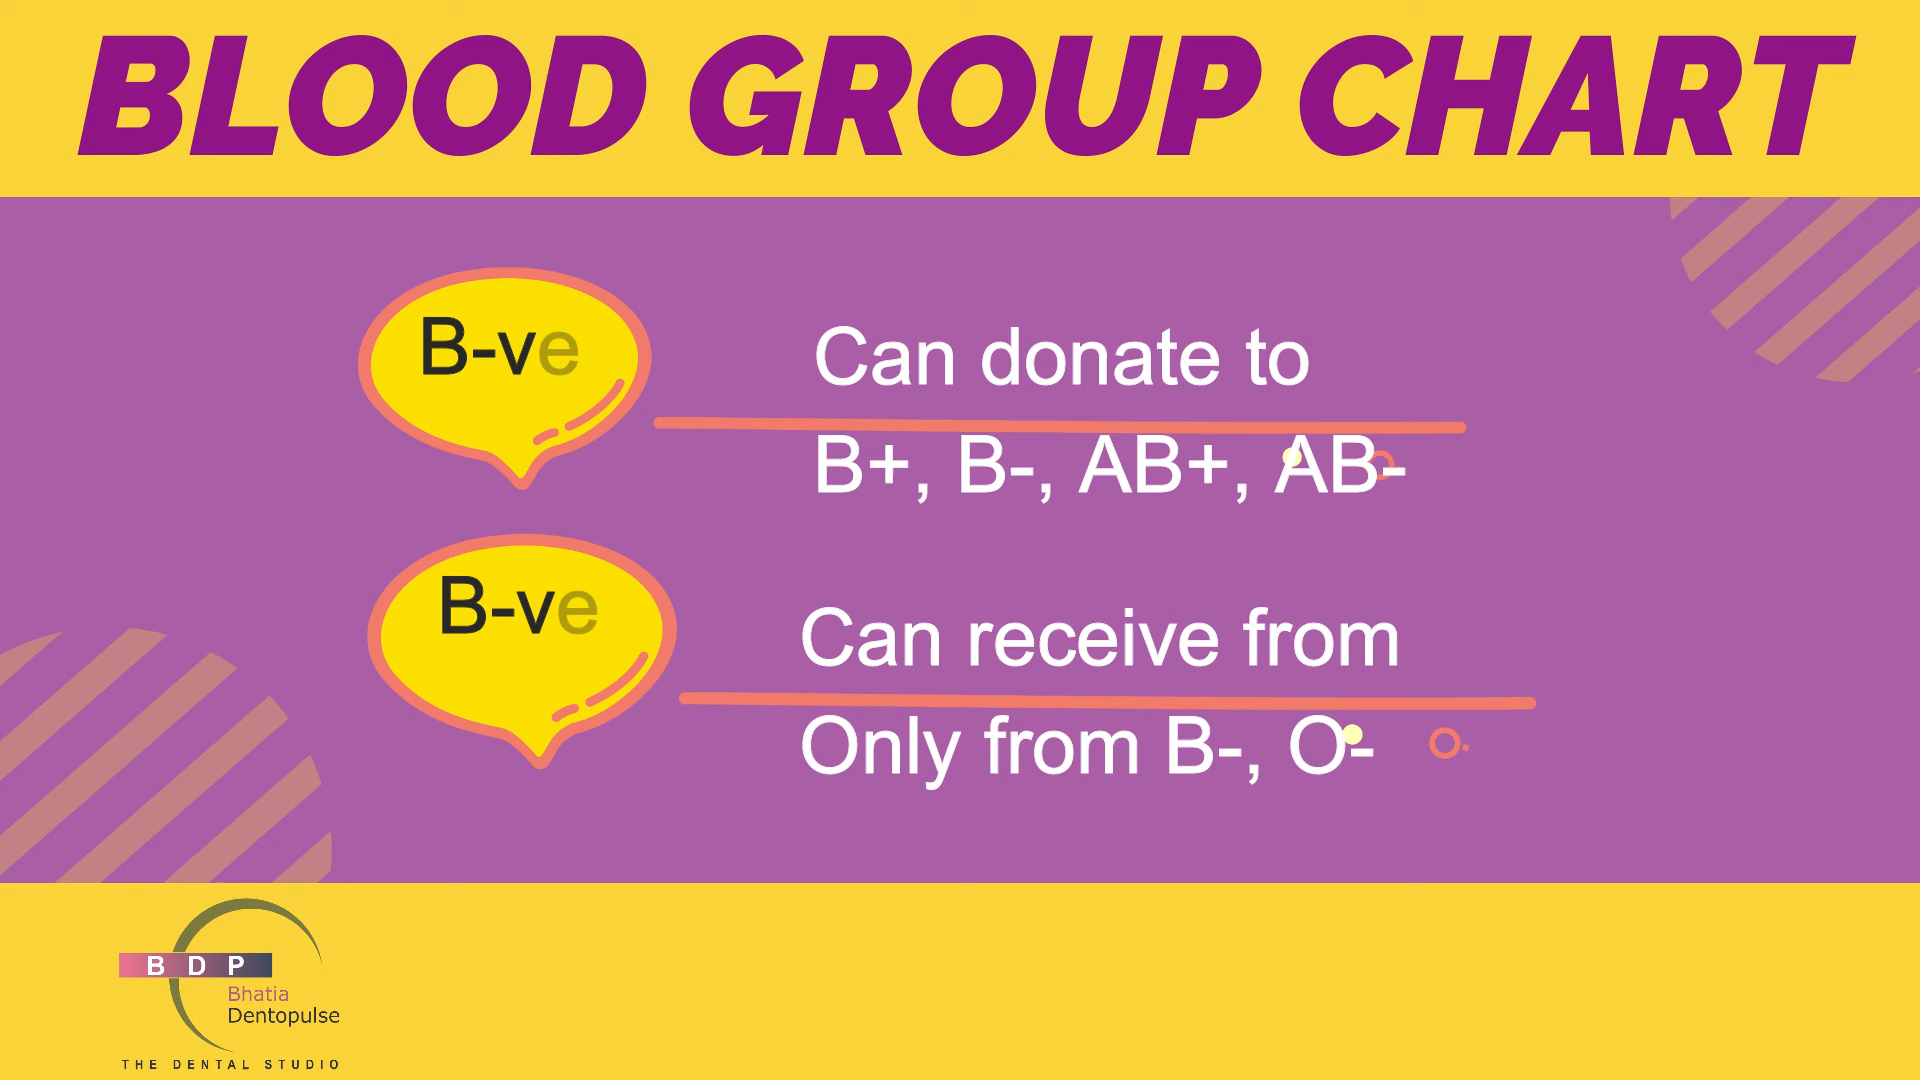 BLOOD GROUP CHART
B-ve
Can donate to
B+, B-, AB+, AB-
B-ve
Can receive from
Only from B-, O-
B D P
Bhatia
Dentopulse
THE DENTAL STUDIO